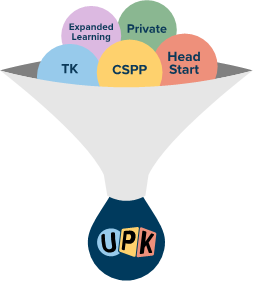 Expanded
Learning
Private
TK
CSPP
Head
Start
UPK